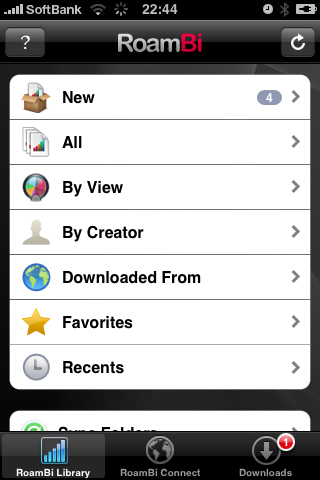 SoftBank 22:44
? RoamBi
New 4
All
By View
By Creator
Downloaded From
Favorites
Recents
Sync Folders
1
RoamBi Library RoamBi Connect Downloads